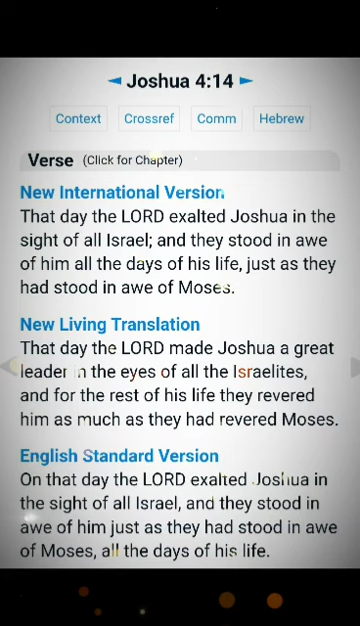 Joshua 4:14
Context Crossref Comm Hebrew
Verse (Click for Chapter)
New International Version
That day the LORD exalted Joshua in the
sight of all Israel; and they stood in awe
of him all the days of his life, just as they
had stood in awe of Moses.
New Living Translation
That day the LORD made Joshua a great
leader in the eyes of all the Israelites,
and for the rest of his life they revered
him as much as they had revered Moses.
English Standard Version
On that day the LORD exalted Joshua in
the sight of all Israel, and they stood in
awe of him just as they had stood in awe
of Moses, all the days of his life.